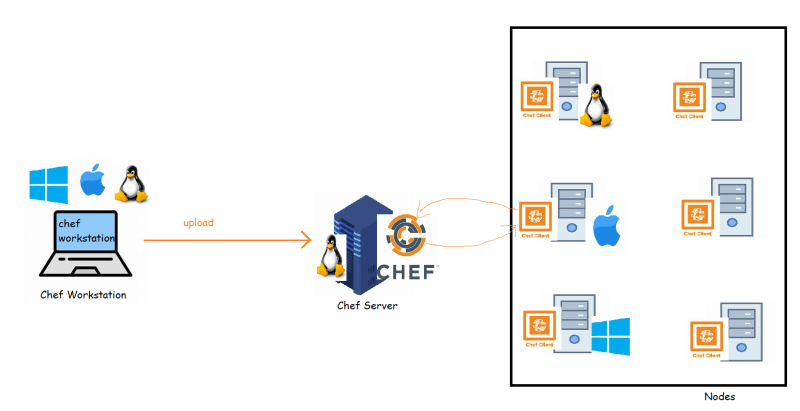 chef
workstation
Chef Workstation
upload
CHEF
Chef Server
Chef Client
Chef Client
Chef Client
Chef Client
Chef Client
Chef Client
Nodes